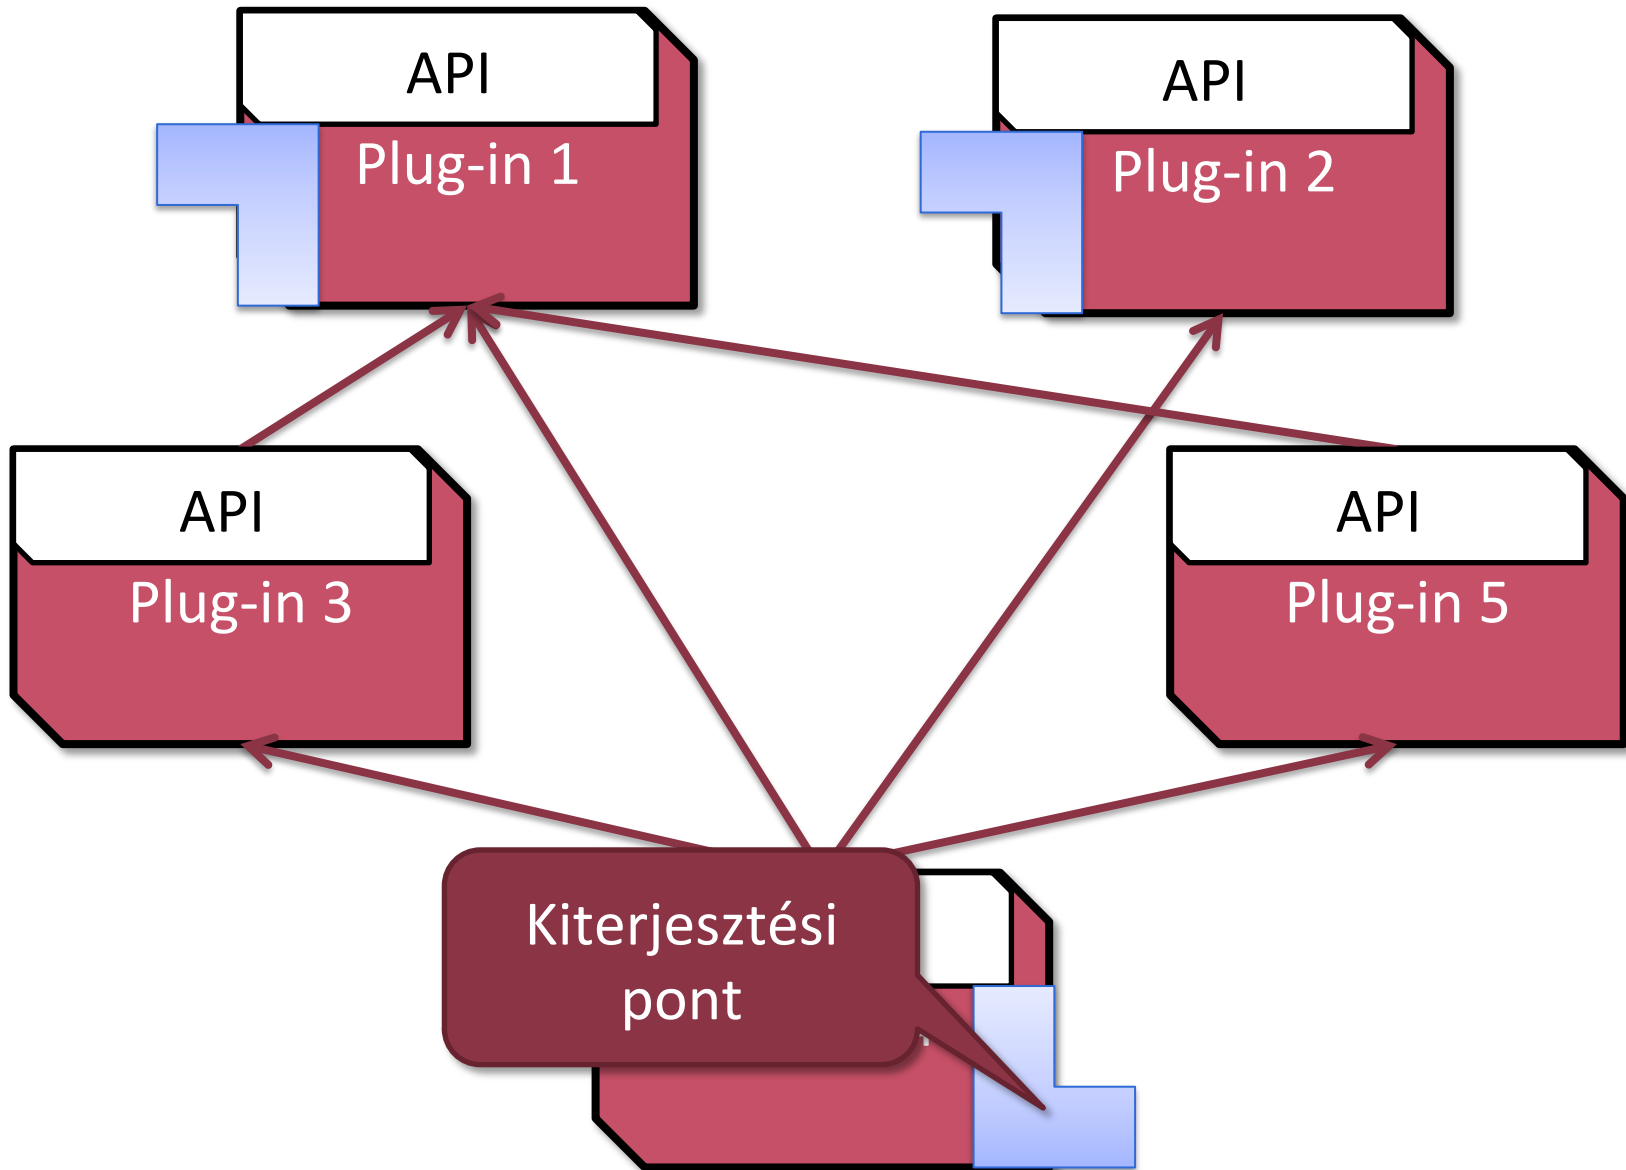 API
Plug-in 1
API
Plug-in 2
API
Plug-in 3
API
Plug-in 5
Kiterjesztési
pont